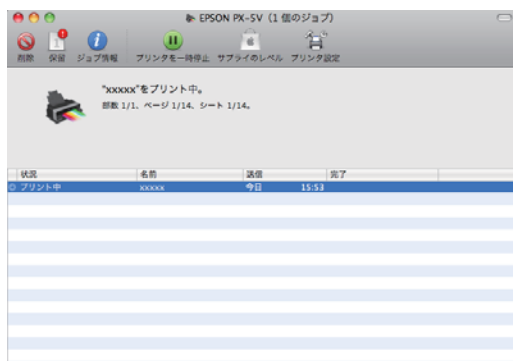 EPSON PX-5V (1 個のジョブ)
削除 保留 ジョブ情報 プリンタを一時停止 サプライのレベル プリンタ設定
"xxxxx"をプリント中。
部数 1/1、ページ 1/14、シート 1/14。
状況 名前 送信 完了
プリント中 xxxxx 今日 15:53